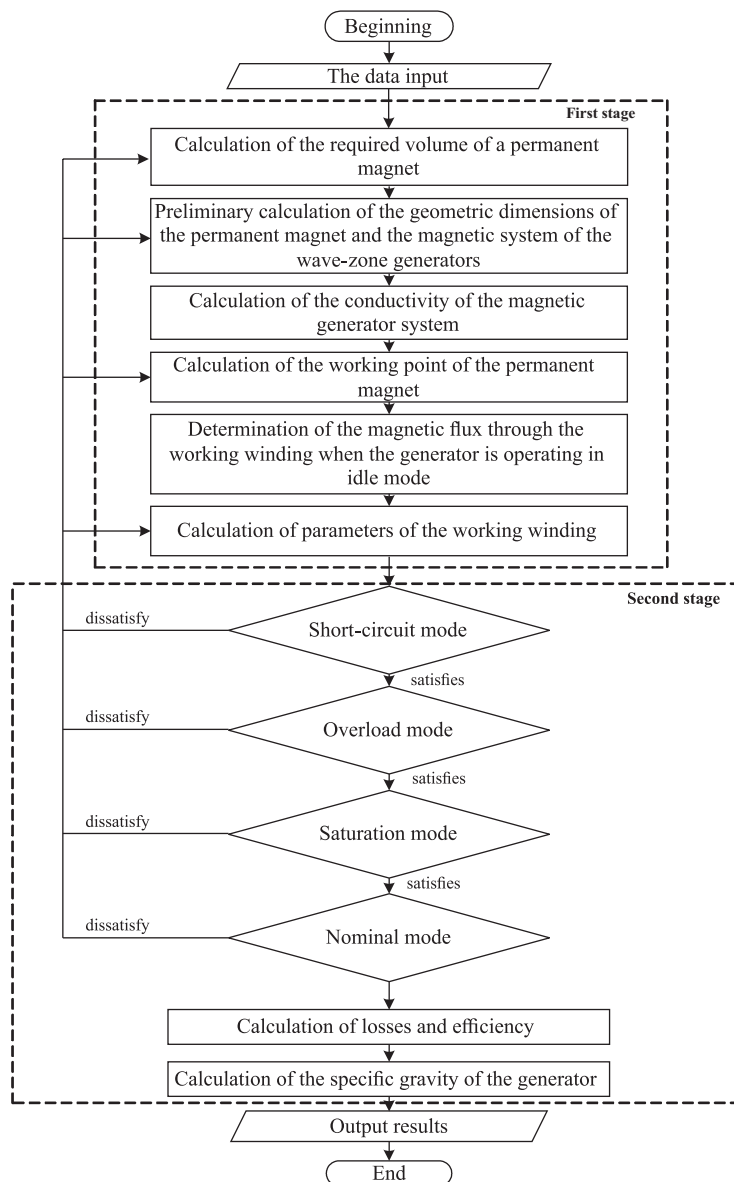 Beginning
The data input
First stage
Calculation of the required volume of a permanent
magnet
Preliminary calculation of the geometric dimensions of
the permanent magnet and the magnetic system of the
wave-zone generators
Calculation of the conductivity of the magnetic
generator system
Calculation of the working point of the permanent
magnet
Determination of the magnetic flux through the
working winding when the generator is operating in
idle mode
Calculation of parameters of the working winding
Second stage
dissatisfy
Short-circuit mode
satisfies
dissatisfy
Overload mode
satisfies
dissatisfy
Saturation mode
satisfies
dissatisfy
Nominal mode
Calculation of losses and efficiency
Calculation of the specific gravity of the generator
Output results
End